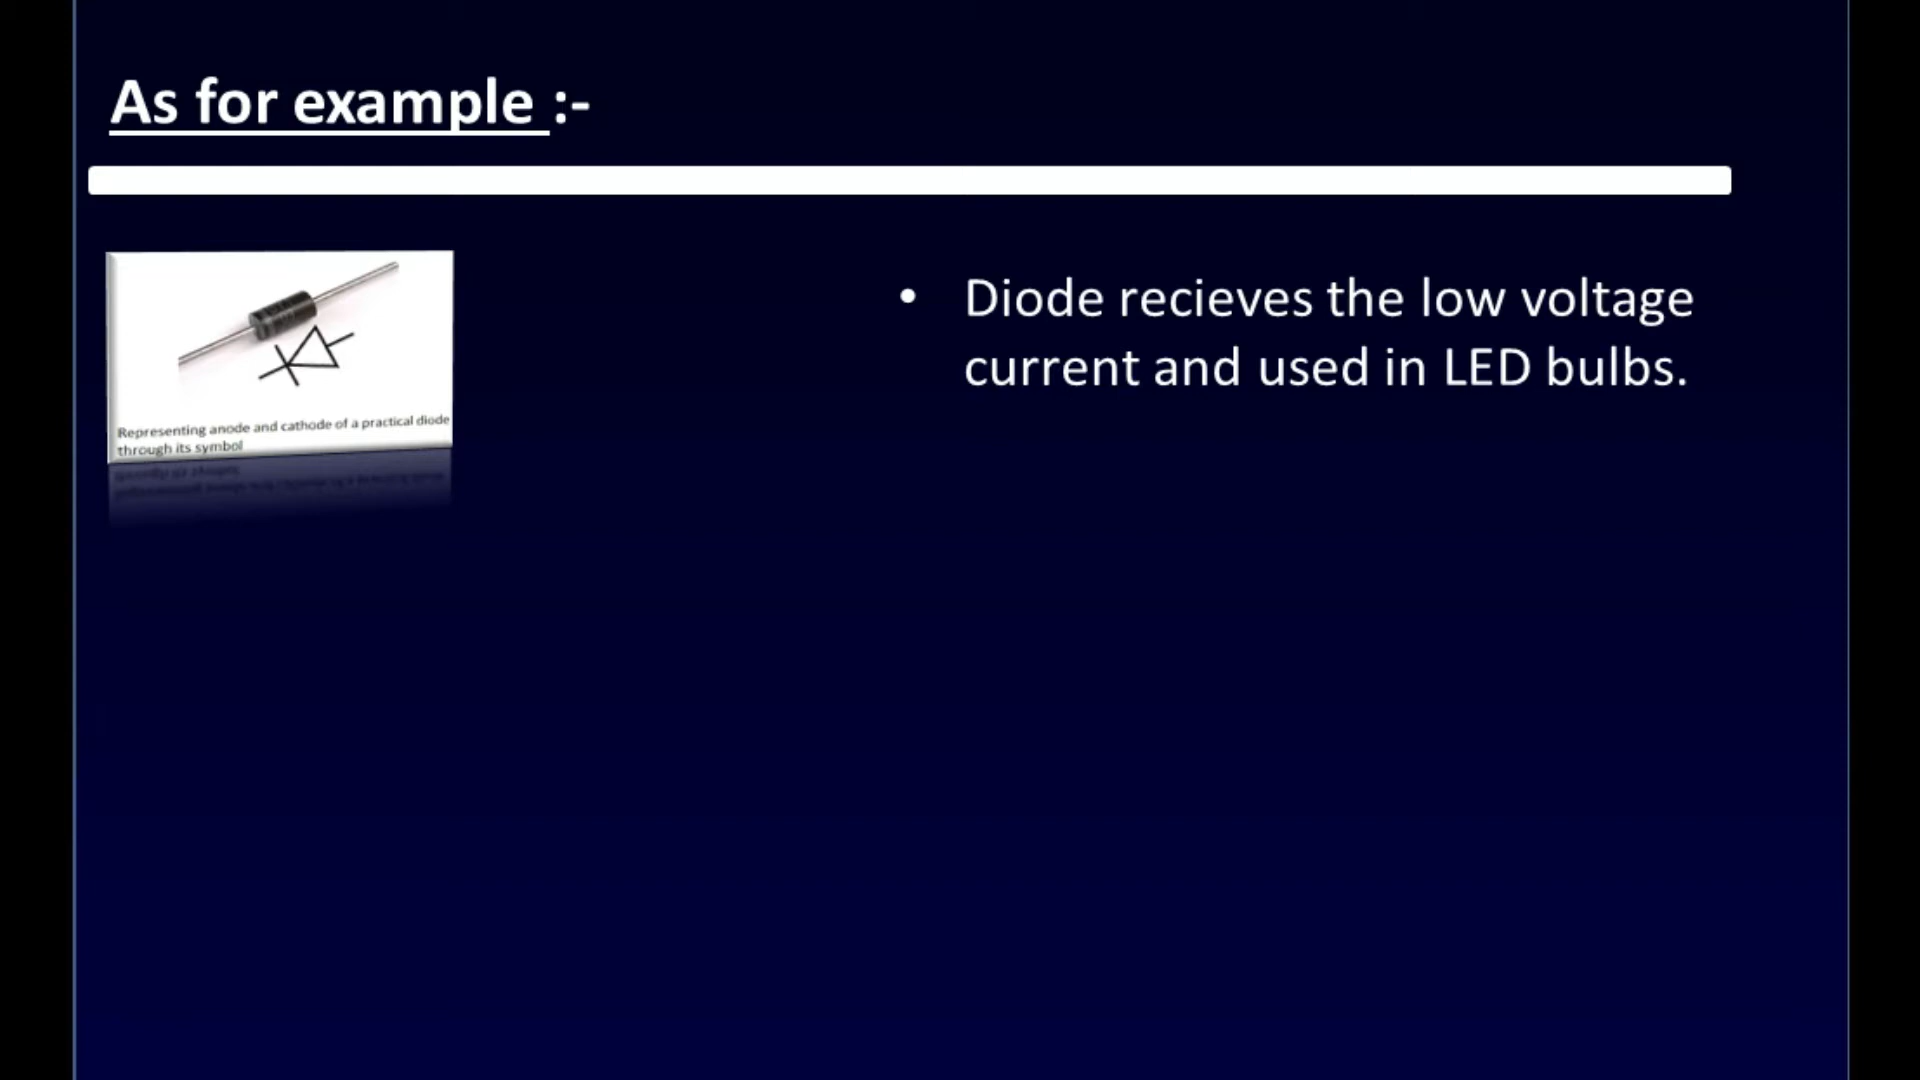 As for example :-
Representing anode and cathode of a practical diode
through its symbol
• Diode recieves the low voltage
current and used in LED bulbs.